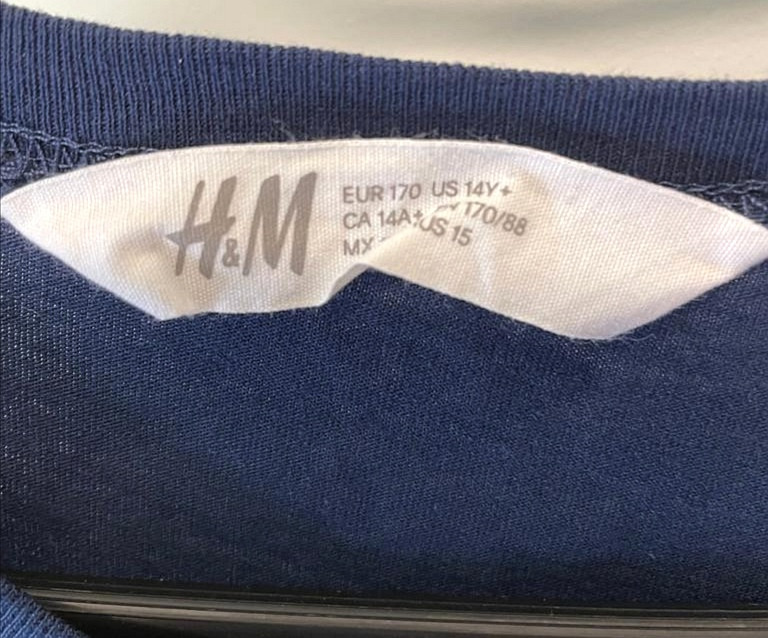 H&M
EUR 170 US 14Y+
CA 14A+ 170/88
MX US 15